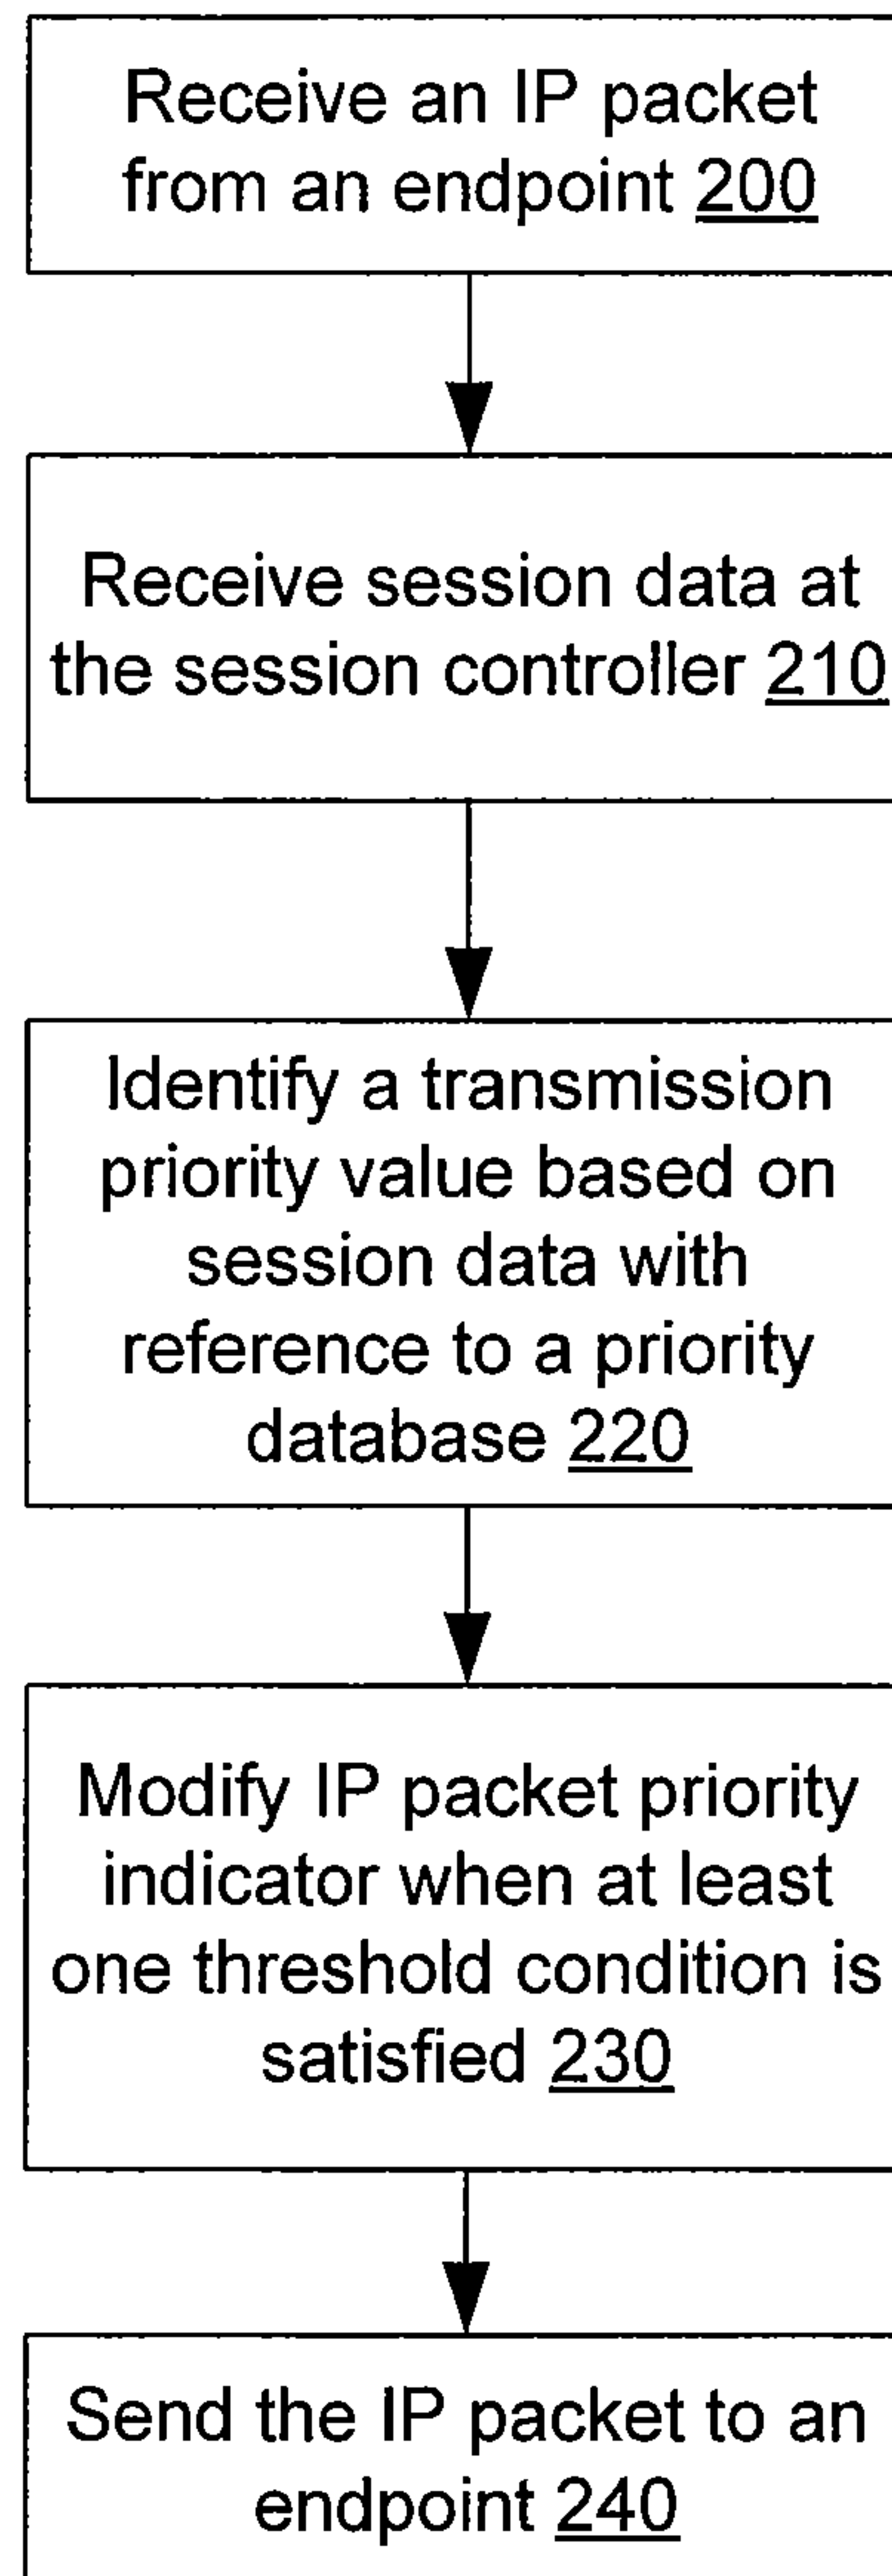 Receive an IP packet
from an endpoint 200
Receive session data at
the session controller 210
Identify a transmission
priority value based on
session data with
reference to a priority
database 220
Modify IP packet priority
indicator when at least
one threshold condition is
satisfied 230
Send the IP packet to an
endpoint 240